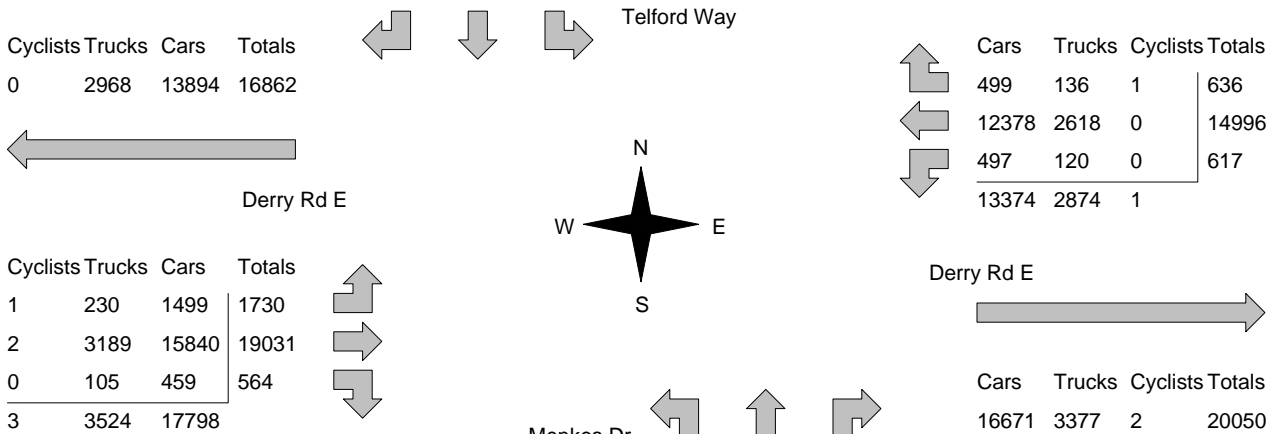 Telford Way
Cyclists Trucks Cars Totals
0 2968 13894 16862
Cars Trucks Cyclists Totals
499 136 1 636
12378 2618 0 14996
497 120 0 617
13374 2874 1
N
W E
S
Derry Rd E
Cyclists Trucks Cars Totals
1 230 1499 1730
2 3189 15840 19031
0 105 459 564
3 3524 17798
Derry Rd E
Cars Trucks Cyclists Totals
16671 3377 2 20050